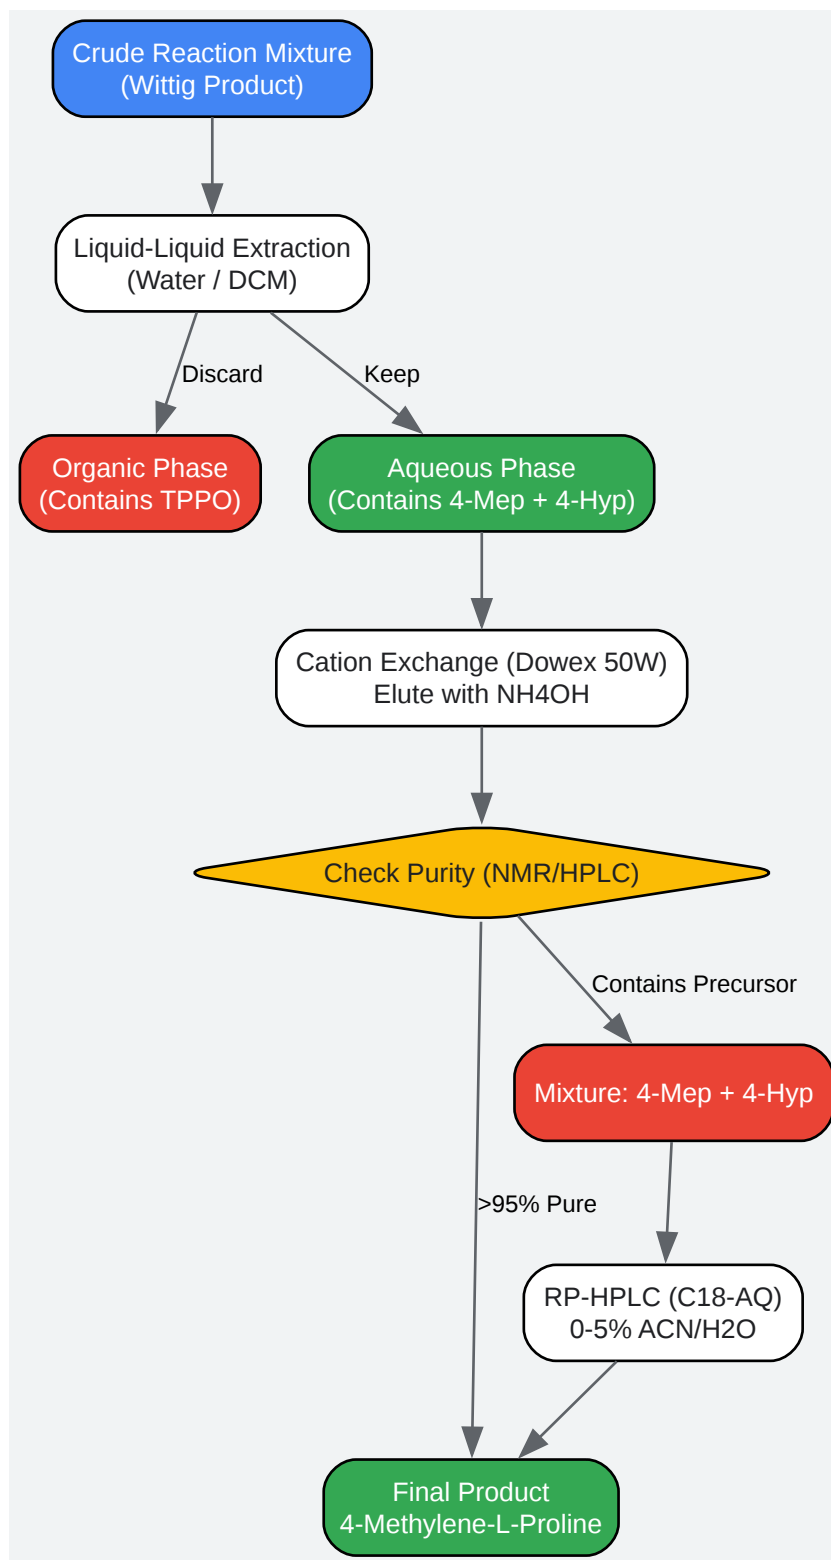 Crude Reaction Mixture
(Wittig Product)
Liquid-Liquid Extraction
(Water / DCM)
Discard
Keep
Organic Phase
(Contains TPPO)
Aqueous Phase
(Contains 4-Mep + 4-Hyp)
Cation Exchange (Dowex 50W)
Elute with NH4OH
Check Purity (NMR/HPLC)
Contains Precursor
Mixture: 4-Mep + 4-Hyp
>95% Pure
RP-HPLC (C18-AQ)
0-5% ACN/H2O
Final Product
4-Methylene-L-Proline